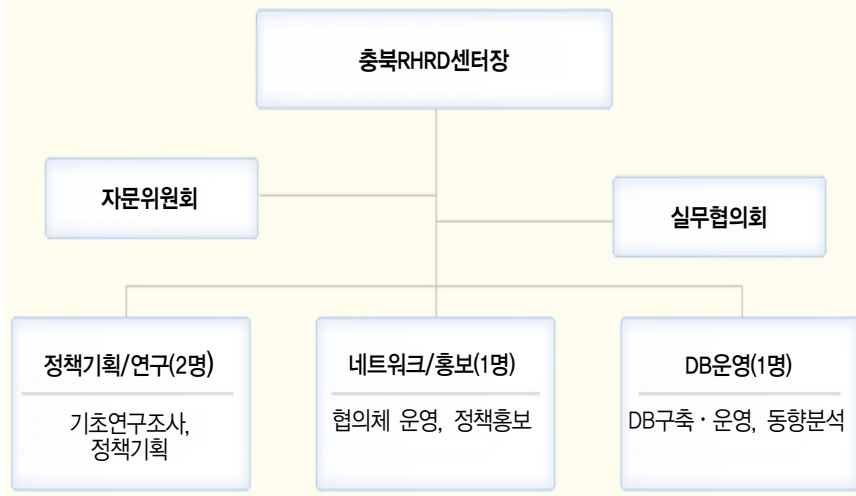 충북RHRD센터장
자문위원회
실무협의회
정책기획/연구(2명)
기초연구조사,
정책기획
네트워크/홍보(1명)
협의체 운영, 정책홍보
DB운영(1명)
DB구축·운영, 동향분석